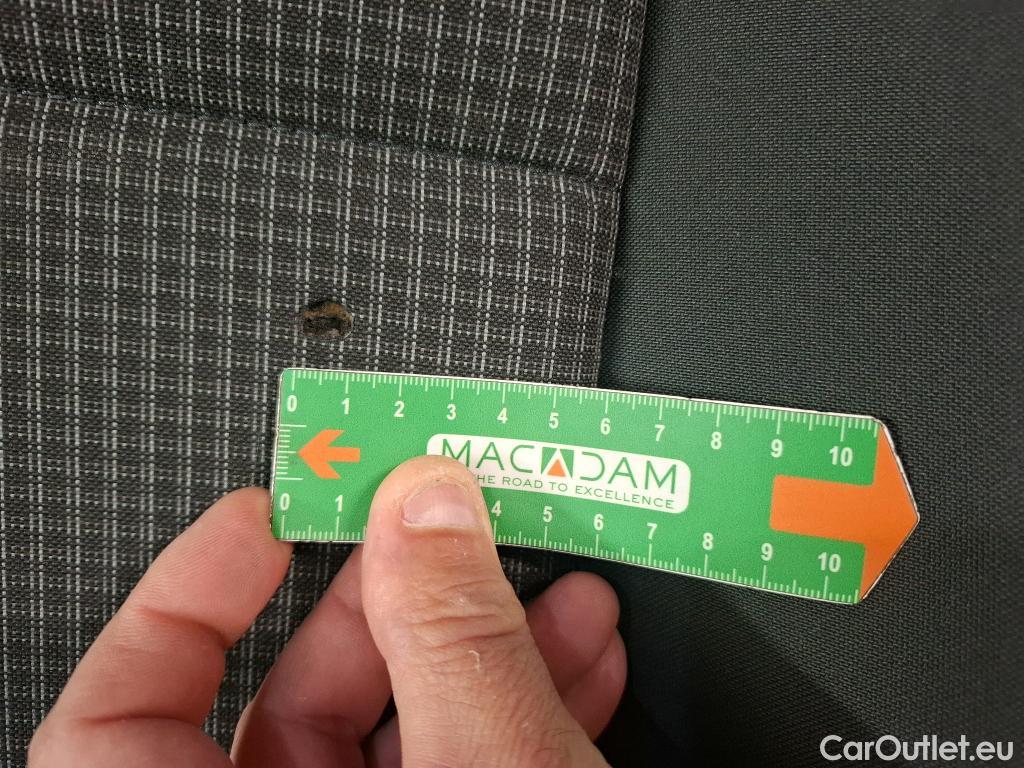 0 1 2 3 4 5 6 7 8 9 10
MACADAM
HE ROAD TO EXCELLENCE
0 1 4 5 6 7 8 9 10
CarOutlet.eu